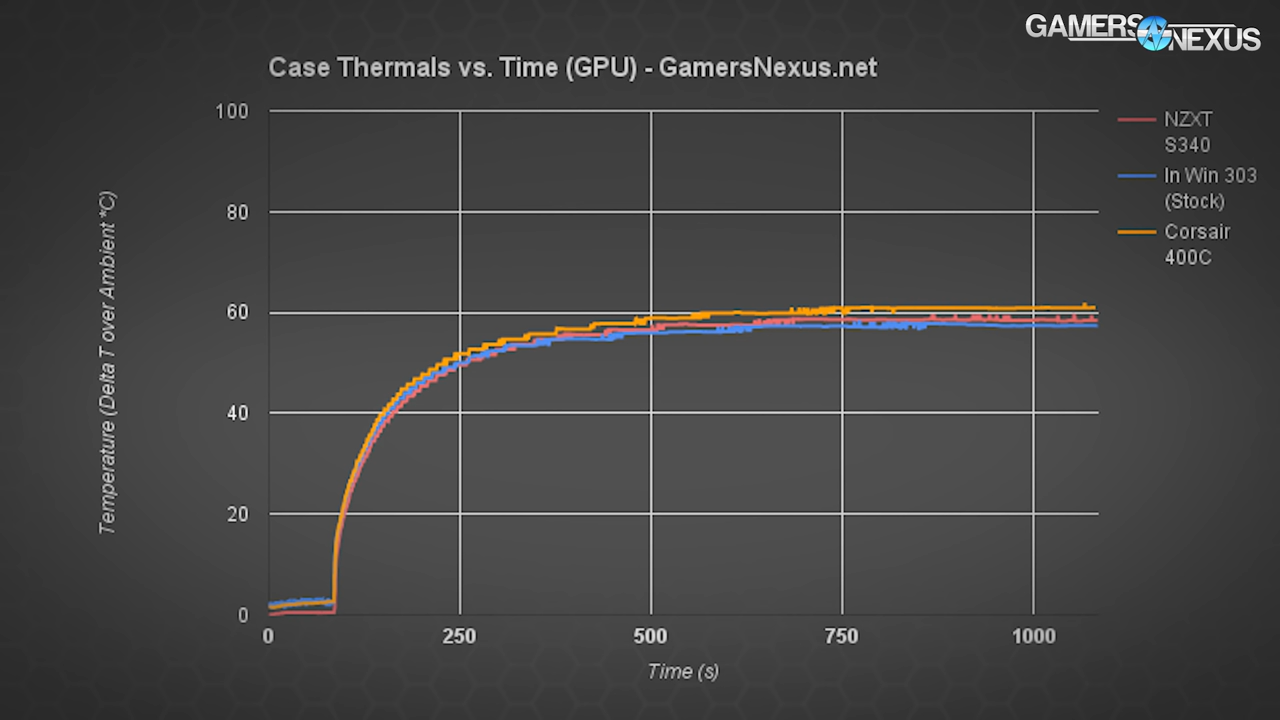 GAMERS NEXUS
Case Thermals vs. Time (GPU) - GamersNexus.net
Temperature (Delta T over Ambient *C)
100
80
60
40
20
0
0 250 500 750 1000
Time (s)
NZXT
S340
In Win 303
(Stock)
Corsair
400C